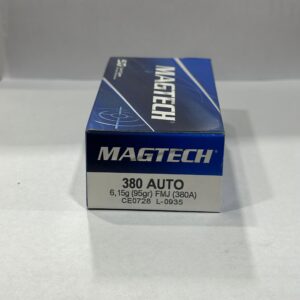 MAGTECH
MAGTECH
380 AUTO
6,15g (95gr) FMJ (380A)
CE0726 L-0935